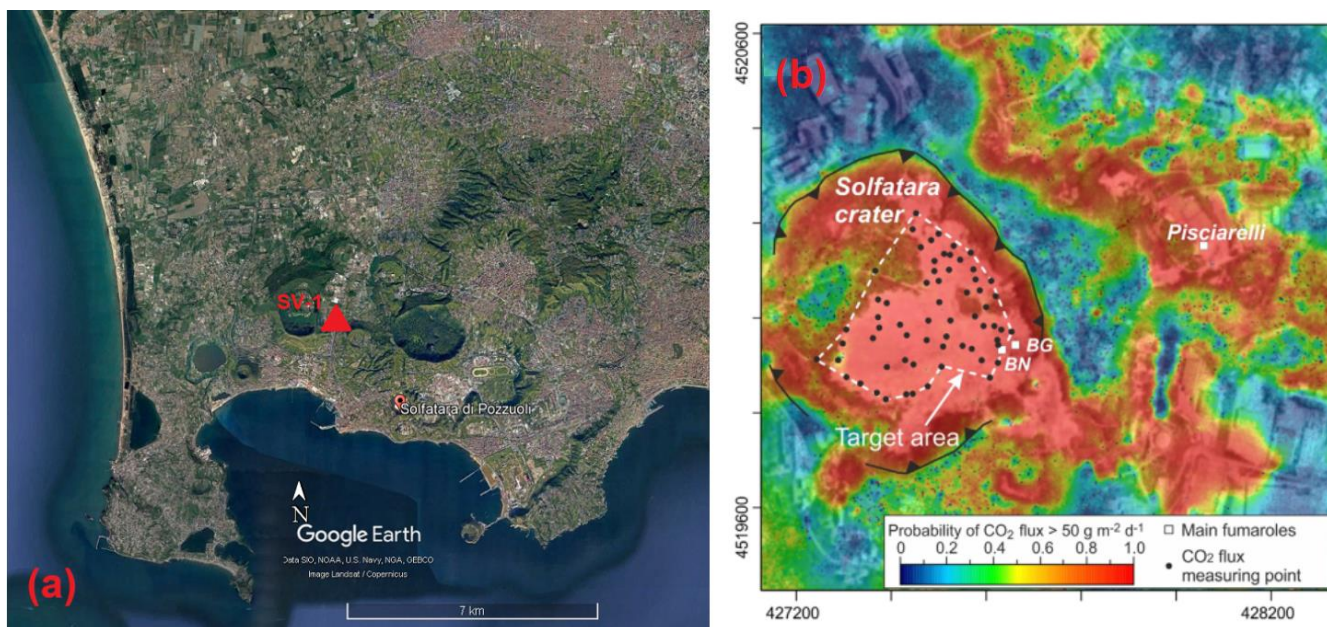 SV-1
Solfatara di Pozzuoli
N
Google Earth
Data SIO, NOAA, U.S. Navy, NGA, GEBCO
Image Landsat / Copernicus
(a)
7 km
(b)
4520600
4519600
Solfatara
crater
Pisciarelli
BG
BN
Target area
Probability of CO₂ flux > 50 g m⁻² d⁻¹
0 0.2 0.4 0.6 0.8 1.0
Main fumaroles
CO₂ flux
measuring point
427200
428200